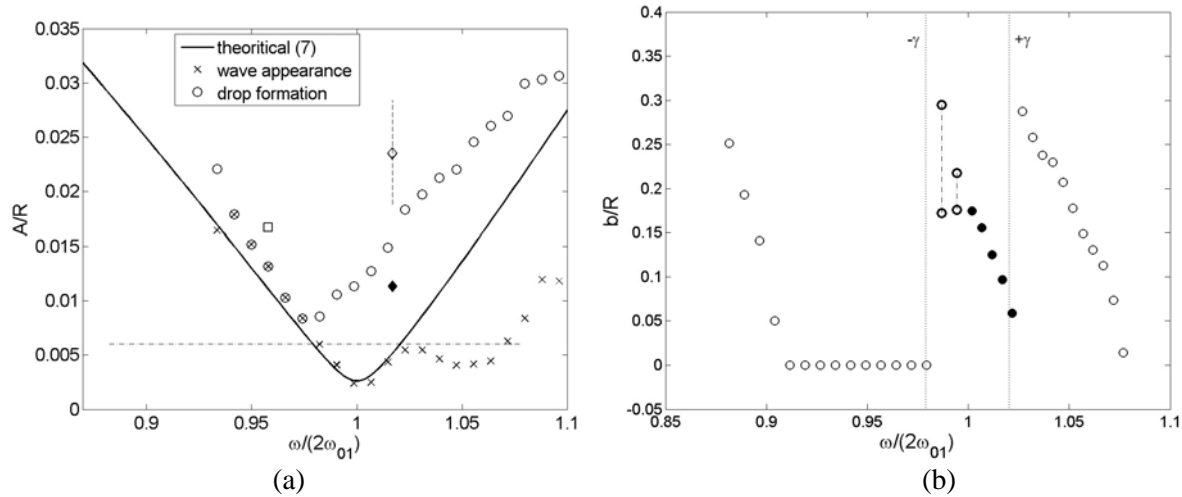 0.035
0.03
0.025
0.02
0.015
0.01
0.005
0
A/R
theoritical (7)
wave appearance
drop formation
0.9
0.95
1
1.05
1.1
ω/(2ω01)
(a)
0.4
0.35
0.3
0.25
0.2
0.15
0.1
0.05
0
-0.05
b/R
-γ
+γ
0.85
0.9
0.95
1
1.05
1.1
ω/(2ω01)
(b)